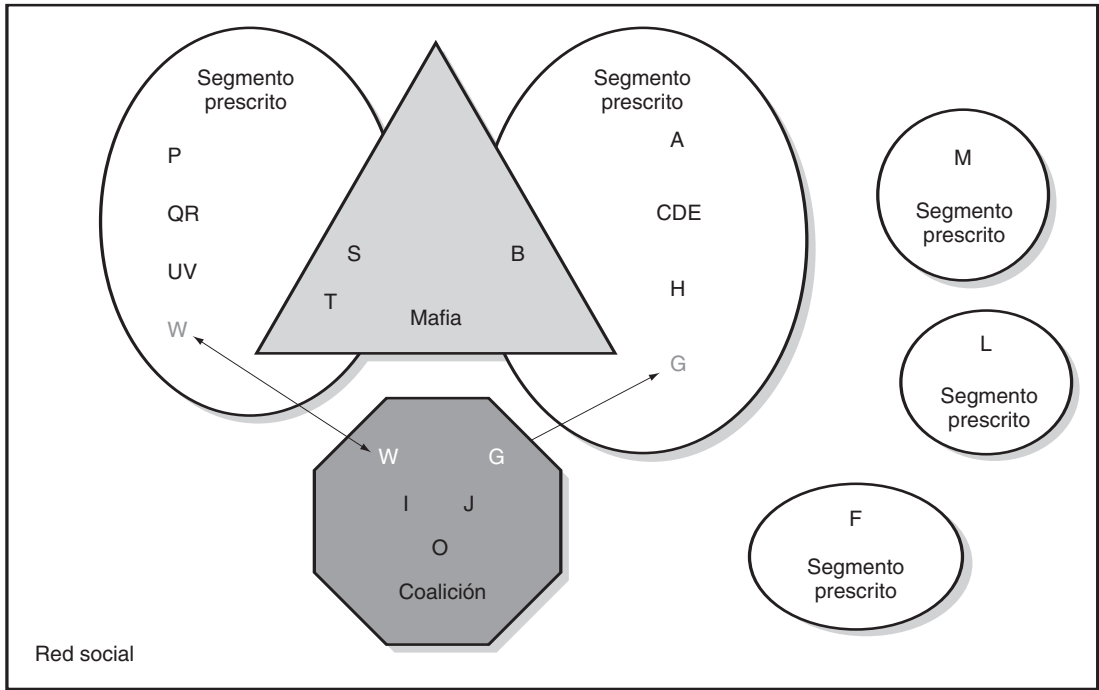 Segmento
prescrito
P
QR
UV
W
S
T
B
Mafia
Segmento
prescrito
A
CDE
H
G
W
G
I
J
O
Coalición
M
Segmento
prescrito
L
Segmento
prescrito
F
Segmento
prescrito
Red social